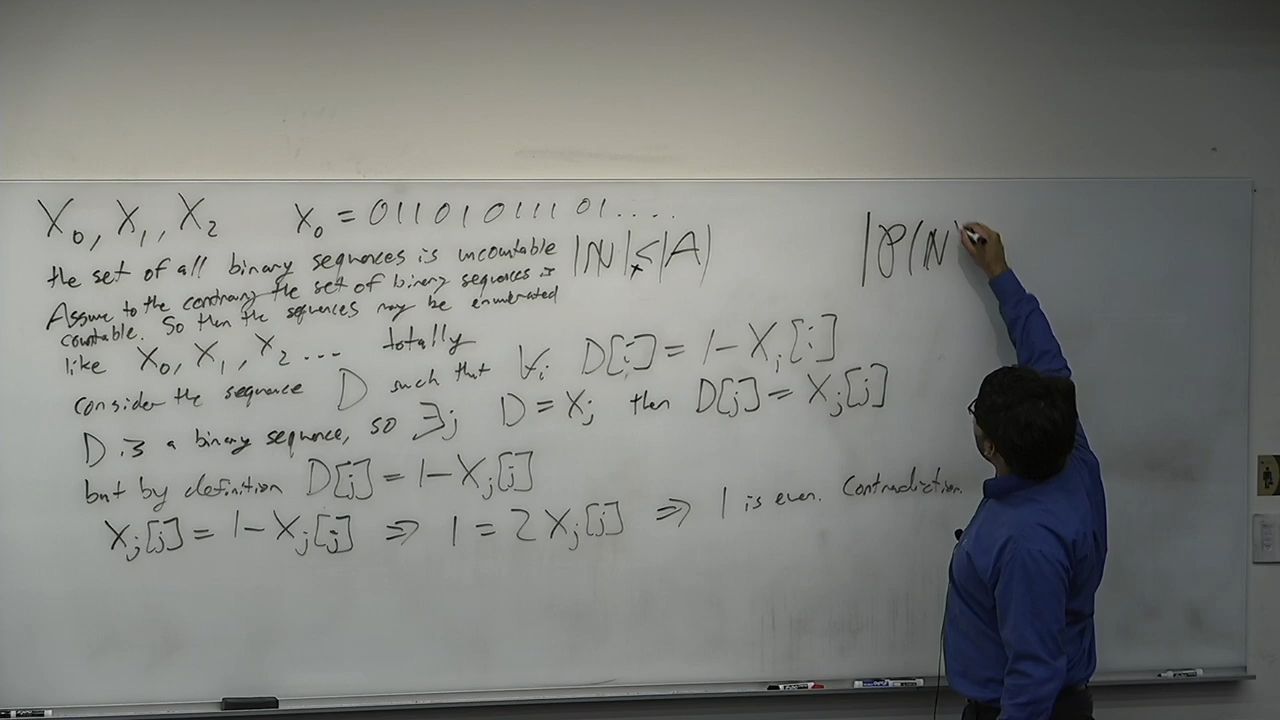 X₀, X₁, X₂ X₀ = 011010111101....
the set of all binary sequences is uncountable |ℕ| < |A|
Assume to the contrary the set of binary sequences is
countable. So then the sequences may be enumerated
like X₀, X₁, X₂ ... totally
consider the sequence D such that ∀i D[i] = 1 - Xᵢ[i]
D is a binary sequence, so ∃j D = Xⱼ then D[j] = Xⱼ[j]
but by definition D[j] = 1 - Xⱼ[j]
Xⱼ[j] = 1 - Xⱼ[j] ⇒ 1 = 2Xⱼ[j] ⇒ 1 is even. Contradiction.
|𝒫(ℕ)